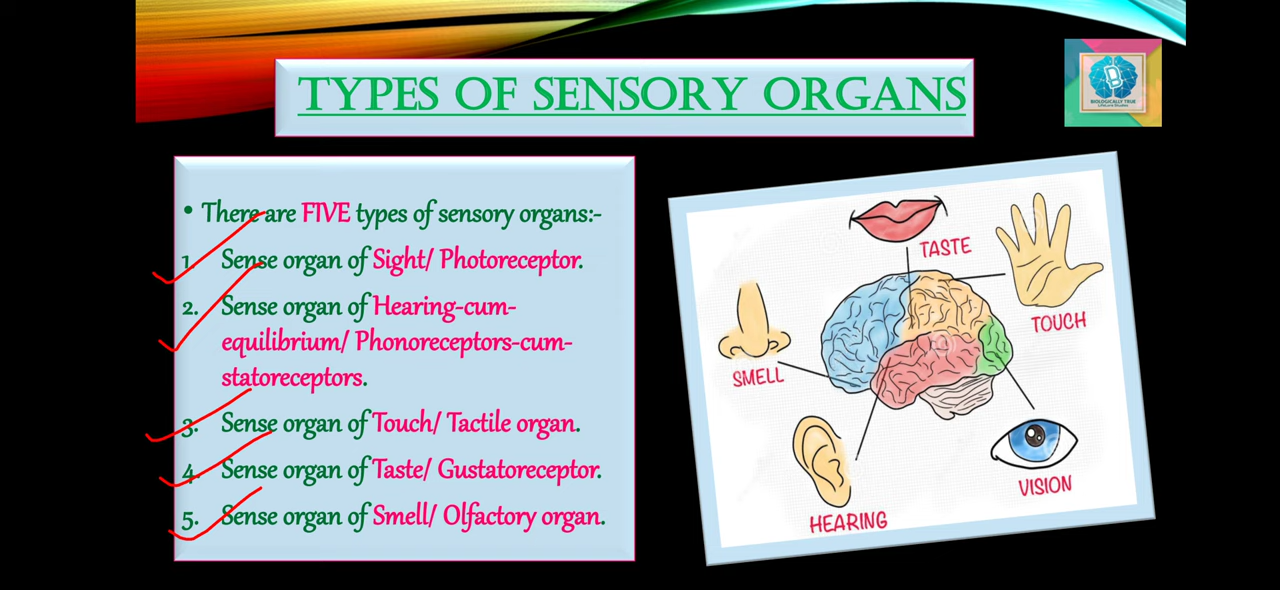 TYPES OF SENSORY ORGANS
BIOLOGICALLY TRUE
• There are FIVE types of sensory organs:-
1. Sense organ of Sight/ Photoreceptor.
2. Sense organ of Hearing-cum-
equilibrium/ Phonoreceptors-cum-
statoreceptors.
3. Sense organ of Touch/ Tactile organ.
4. Sense organ of Taste/ Gustatoreceptor.
5. Sense organ of Smell/ Olfactory organ.
TASTE
TOUCH
SMELL
VISION
HEARING